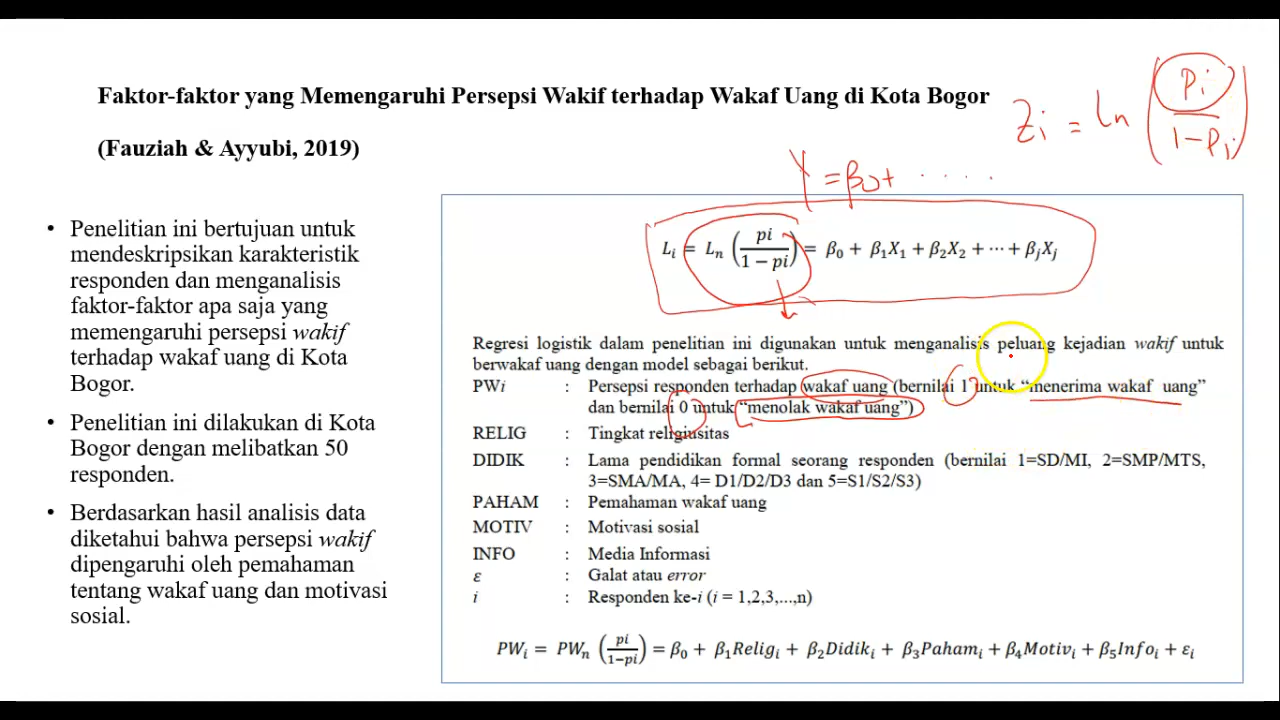 Faktor-faktor yang Memengaruhi Persepsi Wakif terhadap Wakaf Uang di Kota Bogor
(Fauziah & Ayyubi, 2019)
Zi = Ln (Pi / 1-Pi)
Y = β0+ .....
• Penelitian ini bertujuan untuk
mendeskripsikan karakteristik
responden dan menganalisis
faktor-faktor apa saja yang
memengaruhi persepsi wakif
terhadap wakaf uang di Kota
Bogor.
• Penelitian ini dilakukan di Kota
Bogor dengan melibatkan 50
responden.
• Berdasarkan hasil analisis data
diketahui bahwa persepsi wakif
dipengaruhi oleh pemahaman
tentang wakaf uang dan motivasi
sosial.
Li = Ln (pi / 1 − pi) = β0 + β1X1 + β2X2 + ⋯ + βjXj
Regresi logistik dalam penelitian ini digunakan untuk menganalisis peluang kejadian wakif untuk
berwakaf uang dengan model sebagai berikut.
PWi : Persepsi responden terhadap wakaf uang (bernilai 1 untuk “menerima wakaf uang”
dan bernilai 0 untuk “menolak wakaf uang”)
RELIG : Tingkat religiusitas
DIDIK : Lama pendidikan formal seorang responden (bernilai 1=SD/MI, 2=SMP/MTS,
3=SMA/MA, 4= D1/D2/D3 dan 5=S1/S2/S3)
PAHAM : Pemahaman wakaf uang
MOTIV : Motivasi sosial
INFO : Media Informasi
ε : Galat atau error
i : Responden ke-i (i = 1,2,3,...,n)
PWi = PWn (pi / 1−pi) = β0 + β1Religi + β2Didiki + β3Pahami + β4Motivi + β5Infoi + εi